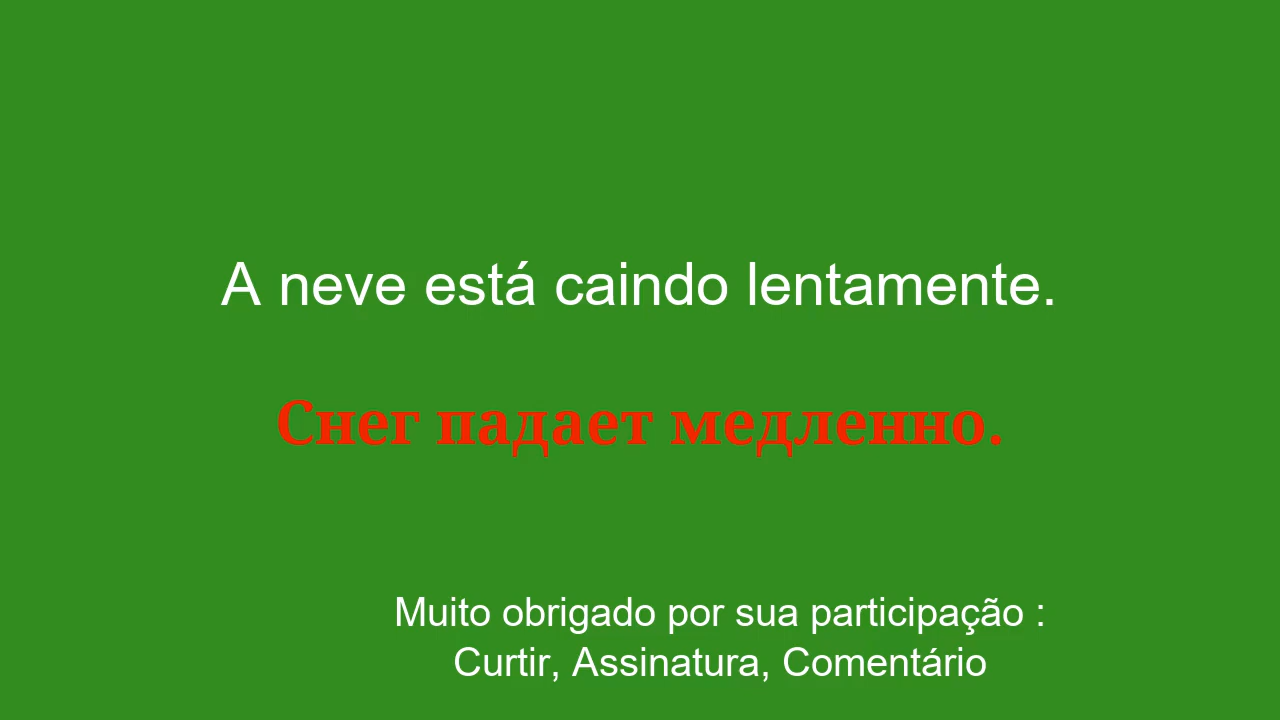 A neve está caindo lentamente.
Снег падает медленно.
Muito obrigado por sua participação :
Curtir, Assinatura, Comentário